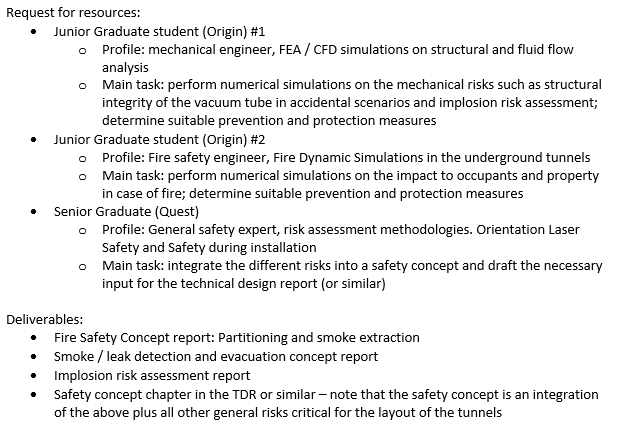 Request for resources:
• Junior Graduate student (Origin) #1
o Profile: mechanical engineer, FEA / CFD simulations on structural and fluid flow
analysis
o Main task: perform numerical simulations on the mechanical risks such as structural
integrity of the vacuum tube in accidental scenarios and implosion risk assessment;
determine suitable prevention and protection measures
• Junior Graduate student (Origin) #2
o Profile: Fire safety engineer, Fire Dynamic Simulations in the underground tunnels
o Main task: perform numerical simulations on the impact to occupants and property
in case of fire; determine suitable prevention and protection measures
• Senior Graduate (Quest)
o Profile: General safety expert, risk assessment methodologies. Orientation Laser
Safety and Safety during installation
o Main task: integrate the different risks into a safety concept and draft the necessary
input for the technical design report (or similar)
Deliverables:
• Fire Safety Concept report: Partitioning and smoke extraction
• Smoke / leak detection and evacuation concept report
• Implosion risk assessment report
• Safety concept chapter in the TDR or similar – note that the safety concept is an integration
of the above plus all other general risks critical for the layout of the tunnels